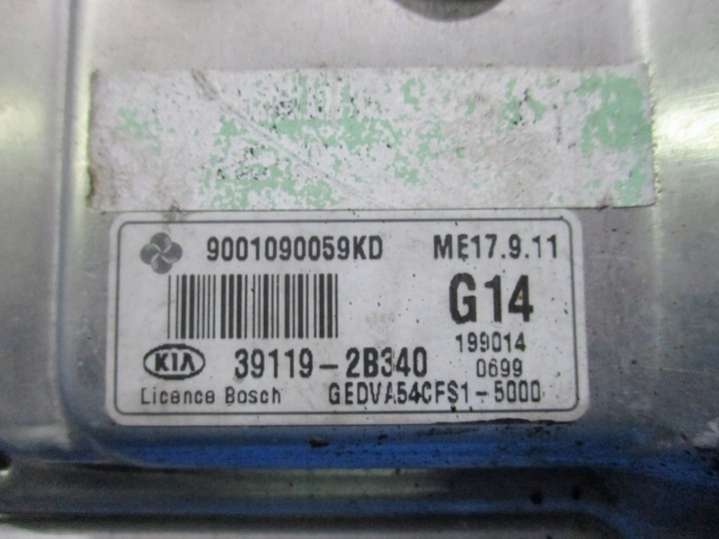 9001090059KD ME17.9.11
G14
199014
KIA 39119-2B340 0699
Licence Bosch GEDVA54CFS1-5000